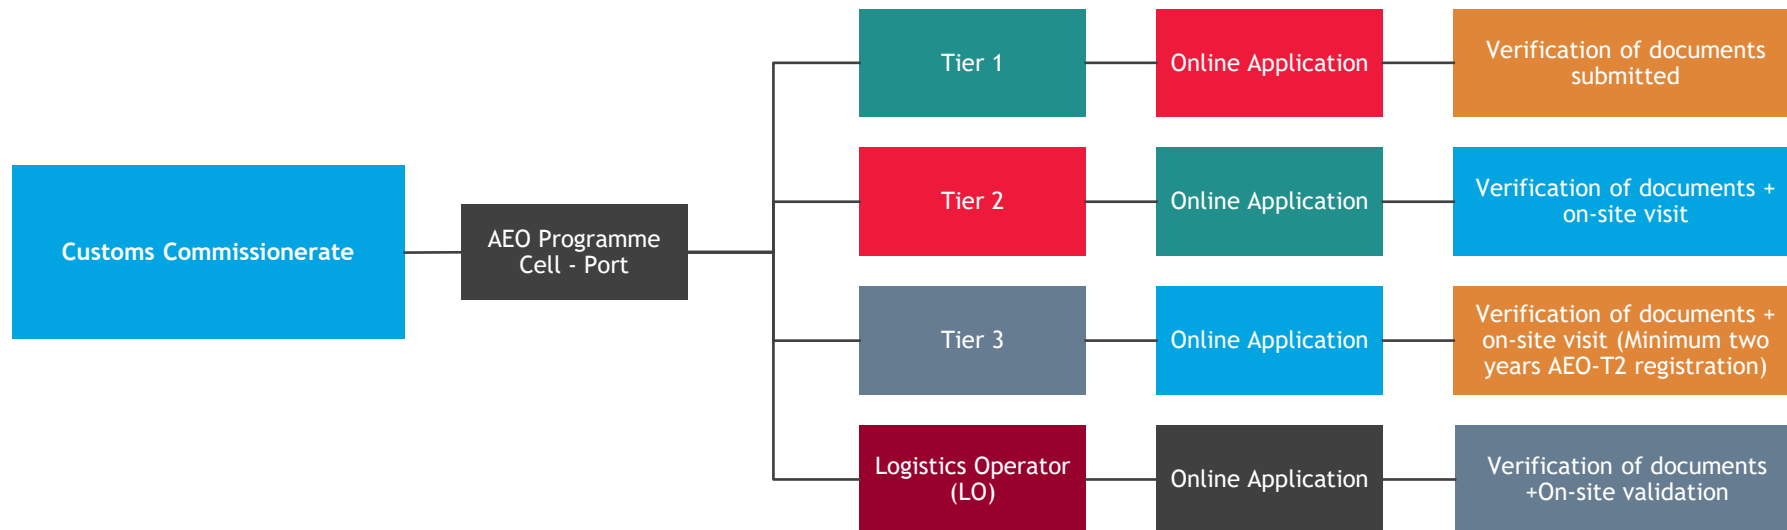 Customs Commissionerate
AEO Programme
Cell - Port
Tier 1
Online Application
Verification of documents
submitted
Tier 2
Online Application
Verification of documents +
on-site visit
Tier 3
Online Application
Verification of documents +
on-site visit (Minimum two
years AEO-T2 registration)
Logistics Operator
(LO)
Online Application
Verification of documents
+On-site validation